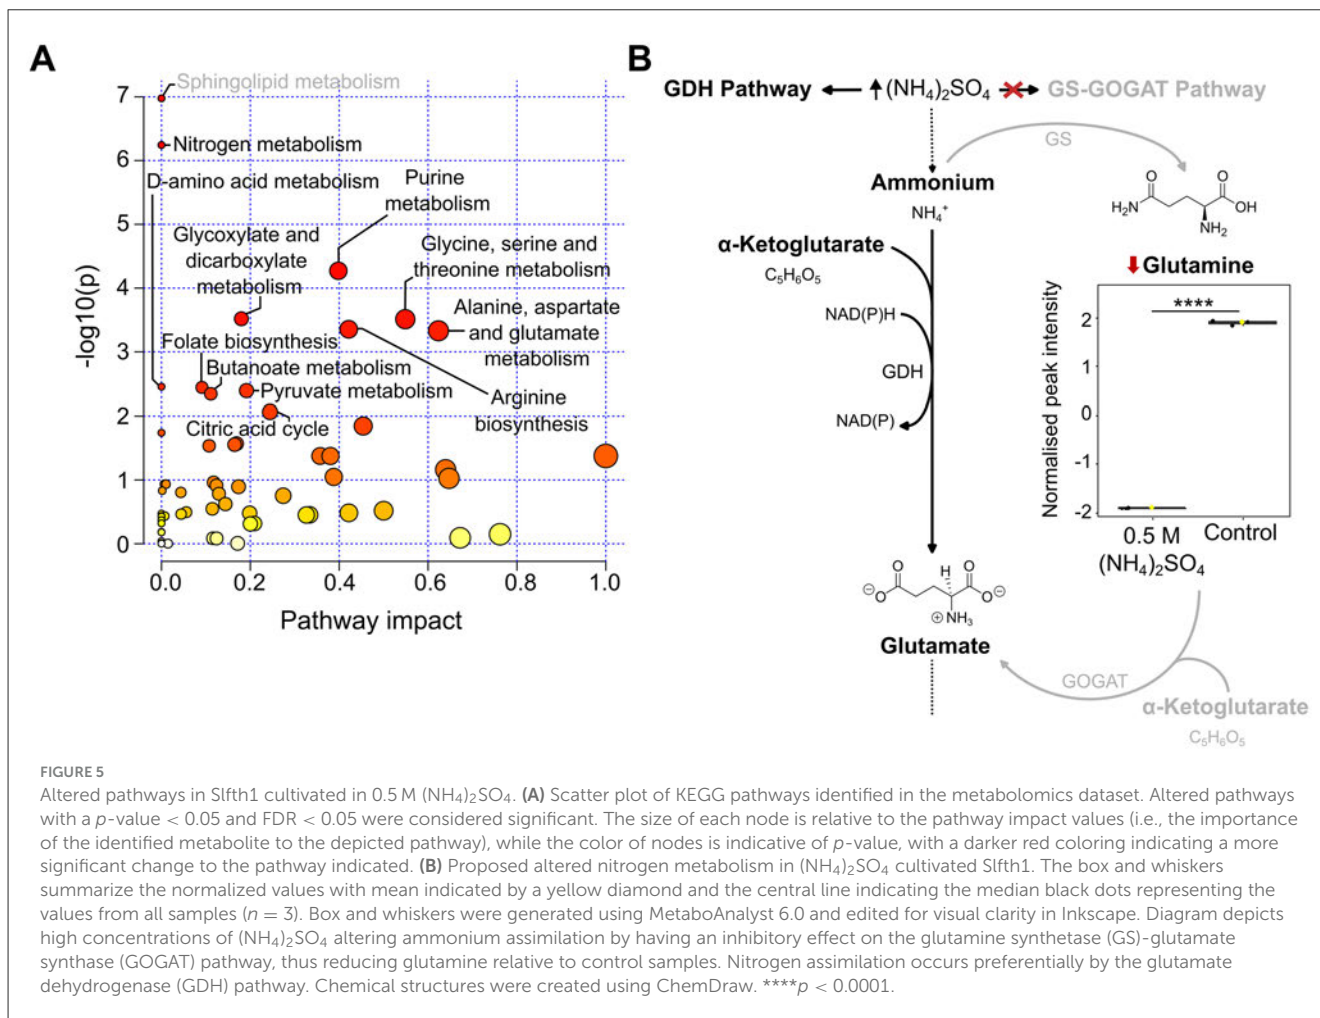 A
Sphingolipid metabolism
7
Nitrogen metabolism
6
D-amino acid metabolism
Purine
metabolism
5
Glycoxylate and
dicarboxylate
metabolism
Glycine, serine and
threonine metabolism
4
Alanine, aspartate
and glutamate
metabolism
-log10(p)
3
Folate biosynthesis
Butanoate metabolism
Pyruvate metabolism
Arginine
biosynthesis
2
Citric acid cycle
1
0
0.0 0.2 0.4 0.6 0.8 1.0
Pathway impact
B
GDH Pathway
(NH4)2SO4
GS-GOGAT Pathway
GS
Ammonium
NH4+
O
O
H2N
OH
NH2
α-Ketoglutarate
C5H6O5
Glutamine
NAD(P)H
GDH
NAD(P)
Normalised peak intensity
****
2
1
0
-1
-2
0.5 M
(NH4)2SO4
Control
O
H
O
⊖O
O⊖
⊕NH3
Glutamate
GOGAT
α-Ketoglutarate
C5H6O5
FIGURE 5
Altered pathways in Slfth1 cultivated in 0.5 M (NH4)2SO4. (A) Scatter plot of KEGG pathways identified in the metabolomics dataset. Altered pathways
with a p-value < 0.05 and FDR < 0.05 were considered significant. The size of each node is relative to the pathway impact values (i.e., the importance
of the identified metabolite to the depicted pathway), while the color of nodes is indicative of p-value, with a darker red coloring indicating a more
significant change to the pathway indicated. (B) Proposed altered nitrogen metabolism in (NH4)2SO4 cultivated Slfth1. The box and whiskers
summarize the normalized values with mean indicated by a yellow diamond and the central line indicating the median black dots representing the
values from all samples (n = 3). Box and whiskers were generated using MetaboAnalyst 6.0 and edited for visual clarity in Inkscape. Diagram depicts
high concentrations of (NH4)2SO4 altering ammonium assimilation by having an inhibitory effect on the glutamine synthetase (GS)-glutamate
synthase (GOGAT) pathway, thus reducing glutamine relative to control samples. Nitrogen assimilation occurs preferentially by the glutamate
dehydrogenase (GDH) pathway. Chemical structures were created using ChemDraw. ****p < 0.0001.